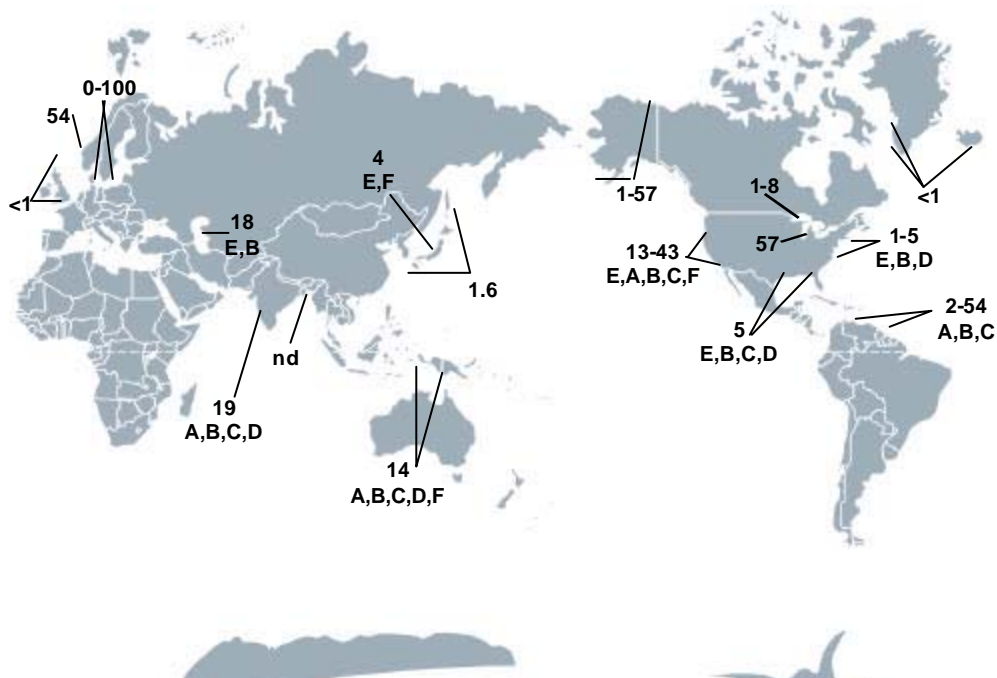 0-100
54
<1
4
E,F
18
E,B
1.6
nd
19
A,B,C,D
14
A,B,C,D,F
1-57
1-8
57
13-43
E,A,B,C,F
<1
1-5
E,B,D
5
E,B,C,D
2-54
A,B,C